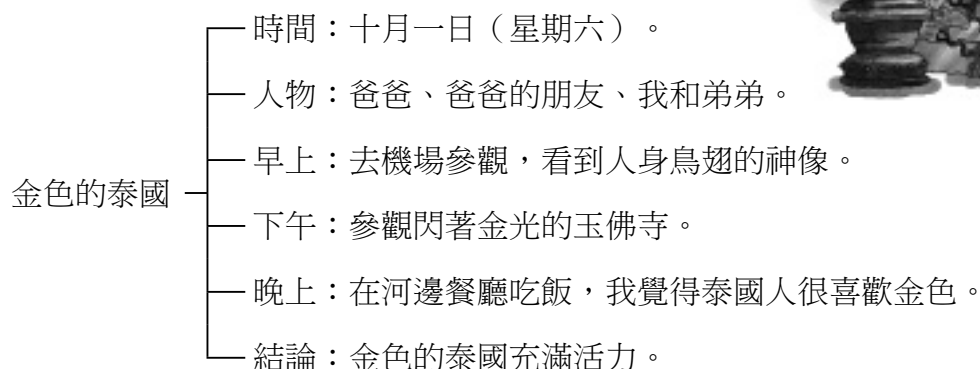 時間：十月一日（星期六）。
人物：爸爸、爸爸的朋友、我和弟弟。
早上：去機場參觀，看到人身鳥翅的神像。
金色的泰國
下午：參觀閃著金光的玉佛寺。
晚上：在河邊餐廳吃飯，我覺得泰國人很喜歡金色。
結論：金色的泰國充滿活力。